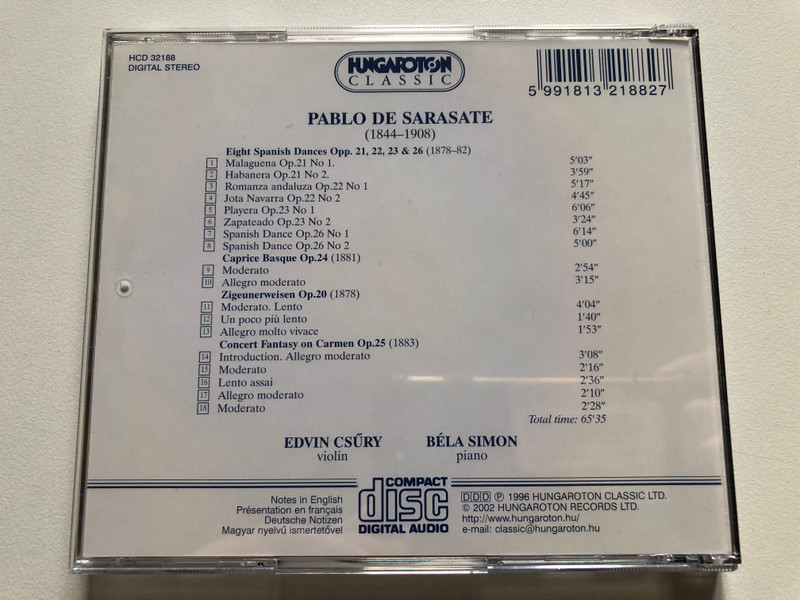 HCD 32188
DIGITAL STEREO
HUNGAROTON
CLASSIC
5 991813 218827
PABLO DE SARASATE
(1844–1908)
Eight Spanish Dances Opp. 21, 22, 23 & 26 (1878–82)
1 Malaguena Op.21 No 1. 5'03"
2 Habanera Op.21 No 2. 3'59"
3 Romanza andaluza Op.22 No 1 5'17"
4 Jota Navarra Op.22 No 2 4'45"
5 Playera Op.23 No 1 6'06"
6 Zapateado Op.23 No 2 3'24"
7 Spanish Dance Op.26 No 1 6'14"
8 Spanish Dance Op.26 No 2 5'00"
Caprice Basque Op.24 (1881)
9 Moderato 2'54"
10 Allegro moderato 3'15"
Zigeunerweisen Op.20 (1878)
11 Moderato. Lento 4'04"
12 Un poco più lento 1'40"
13 Allegro molto vivace 1'53"
Concert Fantasy on Carmen Op.25 (1883)
14 Introduction. Allegro moderato 3'08"
15 Moderato 2'16"
16 Lento assai 2'36"
17 Allegro moderato 2'10"
18 Moderato 2'28"
Total time: 65'35
EDVIN CSŰRY BÉLA SIMON
violin piano
Notes in English
Présentation en français
Deutsche Notizen
Magyar nyelvű ismertetővel
COMPACT
disc
DIGITAL AUDIO
DDD ℗ 1996 HUNGAROTON CLASSIC LTD.
© 2002 HUNGAROTON RECORDS LTD.
http://www.hungaroton.hu/
e-mail: classic@hungaroton.hu